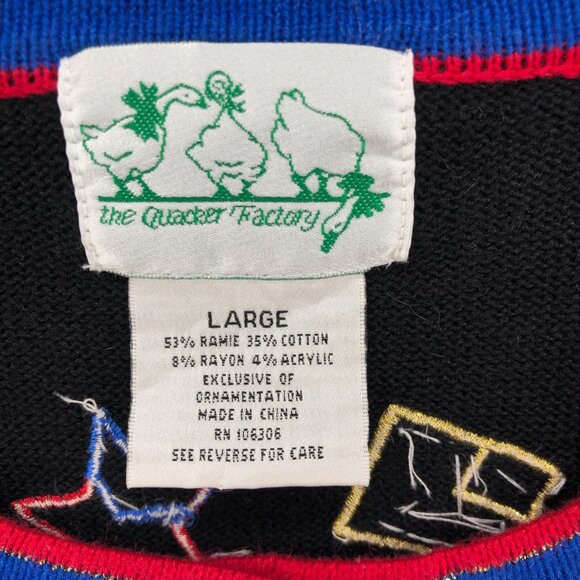 the Quacker Factory
LARGE
53% RAMIE 35% COTTON
8% RAYON 4% ACRYLIC
EXCLUSIVE OF
ORNAMENTATION
MADE IN CHINA
RN 106306
SEE REVERSE FOR CARE